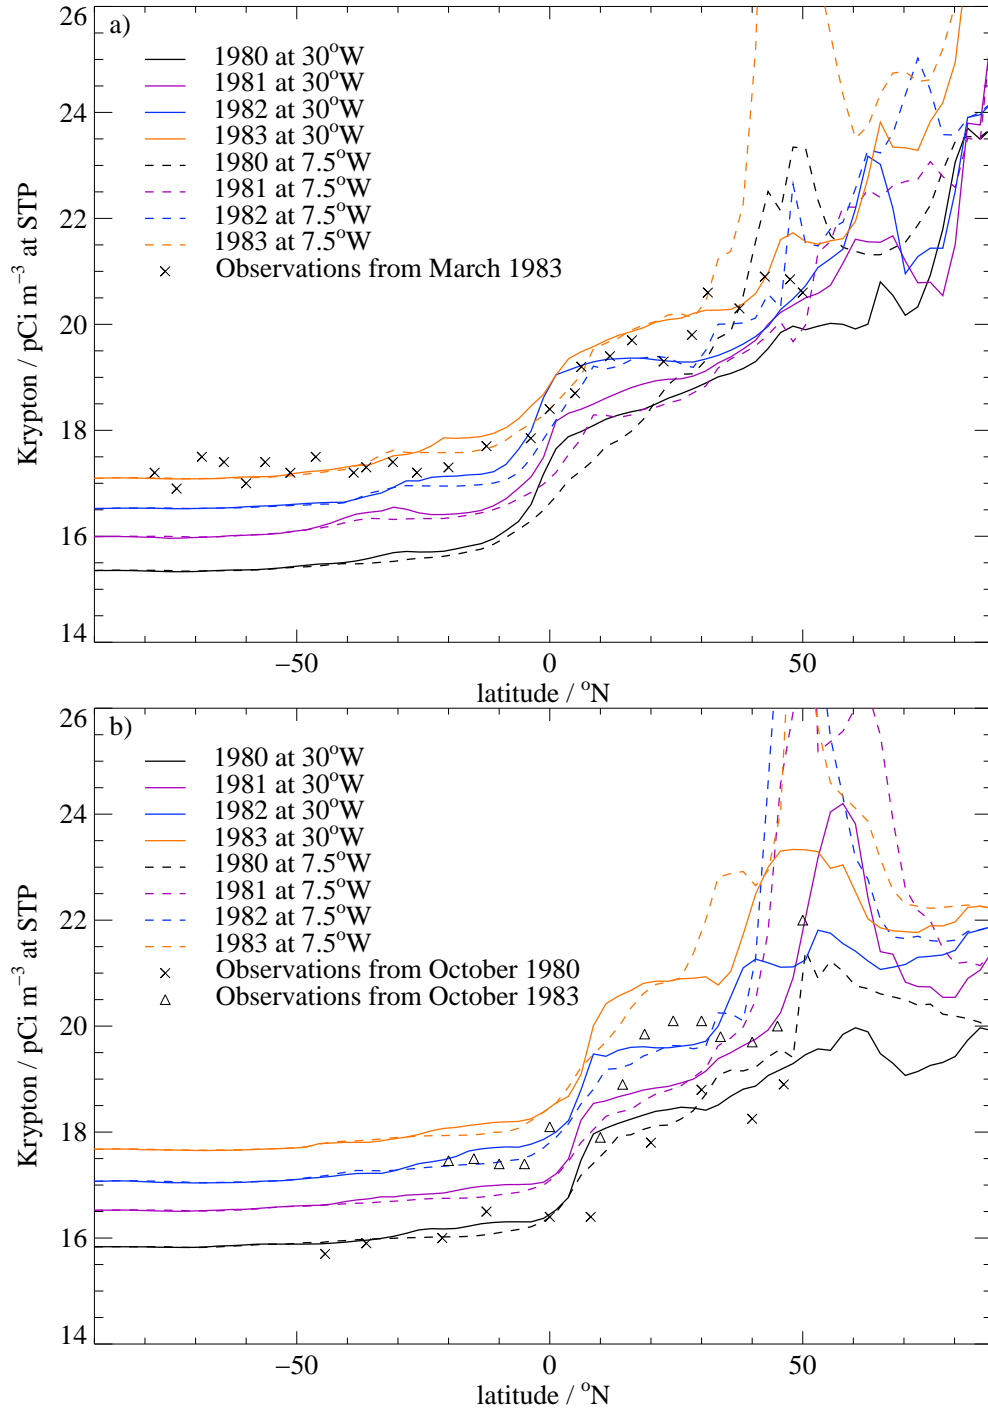 a)
26
24
22
20
18
16
14
Krypton / pCi m⁻³ at STP
1980 at 30°W
1981 at 30°W
1982 at 30°W
1983 at 30°W
1980 at 7.5°W
1981 at 7.5°W
1982 at 7.5°W
1983 at 7.5°W
Observations from March 1983
−50 0 50
latitude / °N
b)
26
24
22
20
18
16
14
Krypton / pCi m⁻³ at STP
1980 at 30°W
1981 at 30°W
1982 at 30°W
1983 at 30°W
1980 at 7.5°W
1981 at 7.5°W
1982 at 7.5°W
1983 at 7.5°W
Observations from October 1980
Observations from October 1983
−50 0 50
latitude / °N